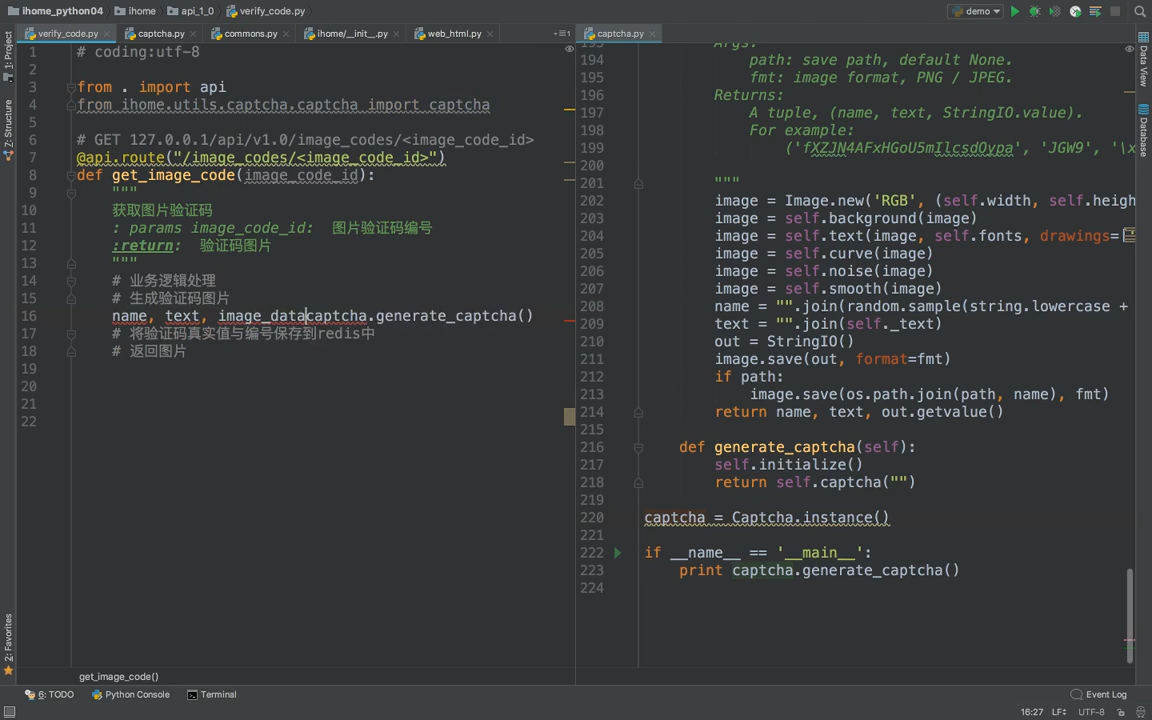 ihome_python04 ihome api_1_0 verify_code.py
demo
verify_code.py captcha.py commons.py ihome/__init__.py web_html.py
1 # coding:utf-8
2
3 from . import api
4 from ihome.utils.captcha.captcha import captcha
5
6 # GET 127.0.0.1/api/v1.0/image_codes/<image_code_id>
7 @api.route("/image_codes/<image_code_id>")
8 def get_image_code(image_code_id):
9 """
10 获取图片验证码
11 : params image_code_id: 图片验证码编号
12 :return: 验证码图片
13 """
14 # 业务逻辑处理
15 # 生成验证码图片
16 name, text, image_datacaptcha.generate_captcha()
17 # 将验证码真实值与编号保存到redis中
18 # 返回图片
19
20
21
22
get_image_code()
captcha.py
193 Args:
194 path: save path, default None.
195 fmt: image format, PNG / JPEG.
196 Returns:
197 A tuple, (name, text, StringIO.value).
198 For example:
199 ('fXZJN4AFxHGoU5mIlcsdOypa', 'JGW9', '\x
200
201 """
202 image = Image.new('RGB', (self.width, self.heigh
203 image = self.background(image)
204 image = self.text(image, self.fonts, drawings=[
205 image = self.curve(image)
206 image = self.noise(image)
207 image = self.smooth(image)
208 name = "".join(random.sample(string.lowercase +
209 text = "".join(self._text)
210 out = StringIO()
211 image.save(out, format=fmt)
212 if path:
213 image.save(os.path.join(path, name), fmt)
214 return name, text, out.getvalue()
215
216 def generate_captcha(self):
217 self.initialize()
218 return self.captcha("")
219
220 captcha = Captcha.instance()
221
222 if __name__ == '__main__':
223 print captcha.generate_captcha()
224
1: Project
7: Structure
2: Favorites
Data View
Database
6: TODO Python Console Terminal Event Log
16:27 LF UTF-8